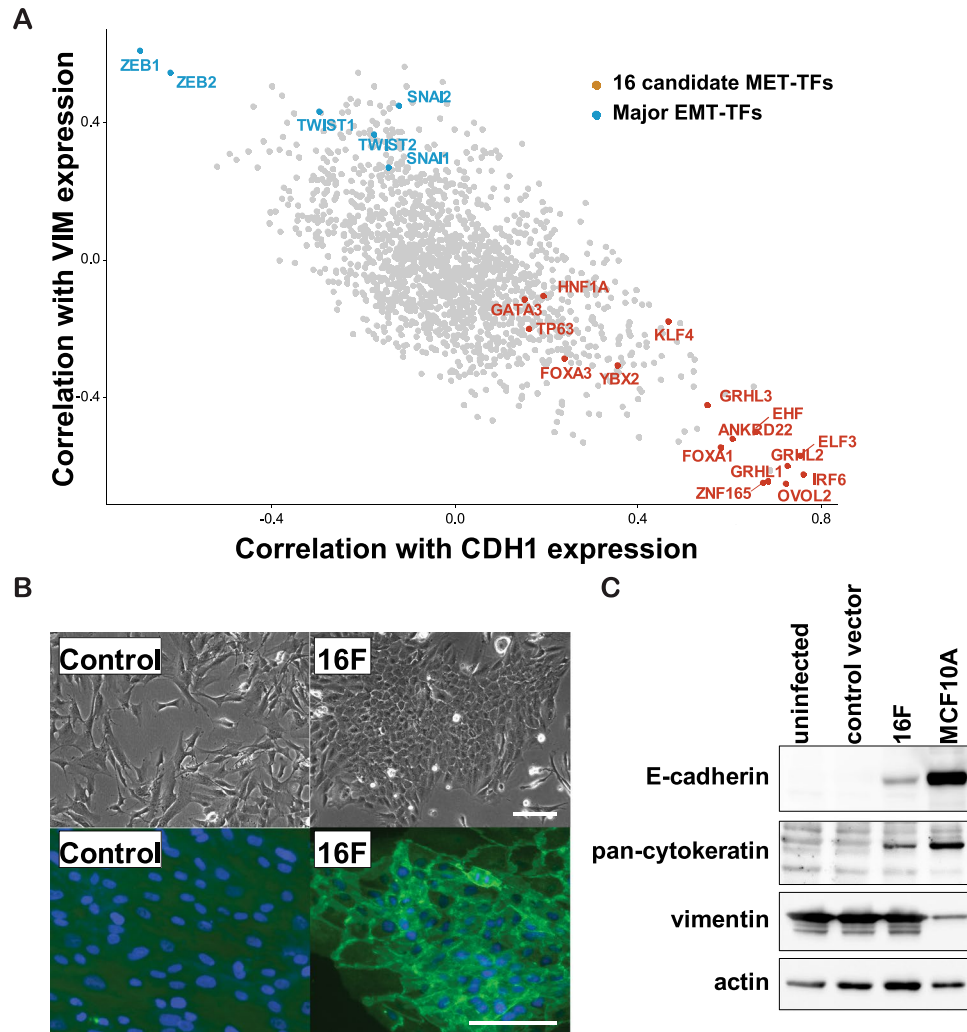 A
ZEB1
ZEB2
SNAI2
TWIST1
TWIST2
SNAI1
16 candidate MET-TFs
Major EMT-TFs
0.4
0.0
-0.4
Correlation with VIM expression
HNF1A
GATA3
TP63
KLF4
FOXA3
YBX2
GRHL3
EHF
ANKRD22
ELF3
FOXA1
GRHL2
GRHL1
IRF6
ZNF165
OVOL2
-0.4
0.0
0.4
0.8
Correlation with CDH1 expression
B
Control
16F
Control
16F
C
uninfected
control vector
16F
MCF10A
E-cadherin
pan-cytokeratin
vimentin
actin